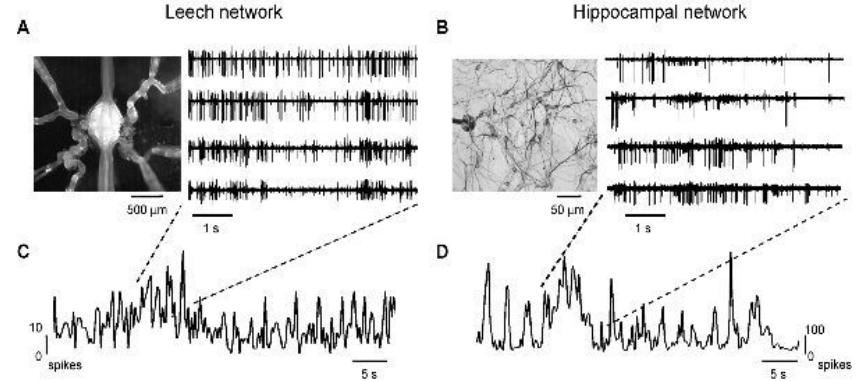 Leech network
Hippocampal network
A
B
500 µm
1 s
50 µm
1 s
C
D
10
0
spikes
5 s
100
0
spikes
5 s